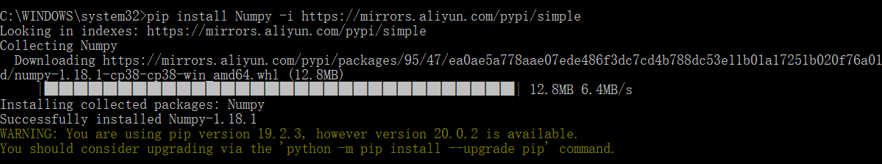 C:\WINDOWS\system32>pip install Numpy -i https://mirrors.aliyun.com/pypi/simple
Looking in indexes: https://mirrors.aliyun.com/pypi/simple
Collecting Numpy
  Downloading https://mirrors.aliyun.com/pypi/packages/95/47/ea0ae5a778aae07ede486f3dc7cd4b788dc53e11b01a17251b020f76a01
d/numpy-1.18.1-cp38-cp38-win_amd64.whl (12.8MB)
12.8MB 6.4MB/s
Installing collected packages: Numpy
Successfully installed Numpy-1.18.1
WARNING: You are using pip version 19.2.3, however version 20.0.2 is available.
You should consider upgrading via the 'python -m pip install --upgrade pip' command.